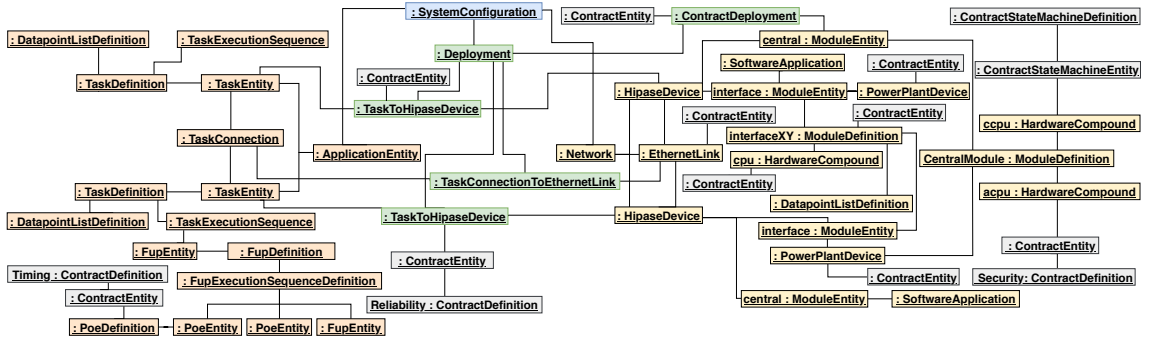 : SystemConfiguration
: ContractEntity
: ContractDeployment
: ContractStateMachineDefinition
: DatapointListDefinition
: TaskExecutionSequence
central : ModuleEntity
: Deployment
: SoftwareApplication
: ContractEntity
: ContractStateMachineEntity
: ContractEntity
: TaskDefinition
: TaskEntity
: HipaseDevice
interface : ModuleEntity
: PowerPlantDevice
: TaskToHipaseDevice
: ContractEntity
: ContractEntity
ccpu : HardwareCompound
: TaskConnection
interfaceXY : ModuleDefinition
: ApplicationEntity
: Network
: EthernetLink
cpu : HardwareCompound
CentralModule : ModuleDefinition
: TaskConnectionToEthernetLink
: ContractEntity
: TaskDefinition
: TaskEntity
acpu : HardwareCompound
: DatapointListDefinition
: DatapointListDefinition
: TaskExecutionSequence
: TaskToHipaseDevice
: HipaseDevice
interface : ModuleEntity
: FupEntity
: FupDefinition
: ContractEntity
: PowerPlantDevice
: ContractEntity
Timing : ContractDefinition
: FupExecutionSequenceDefinition
: ContractEntity
Security: ContractDefinition
: ContractEntity
Reliability : ContractDefinition
central : ModuleEntity
: SoftwareApplication
: PoeDefinition
: PoeEntity
: PoeEntity
: FupEntity